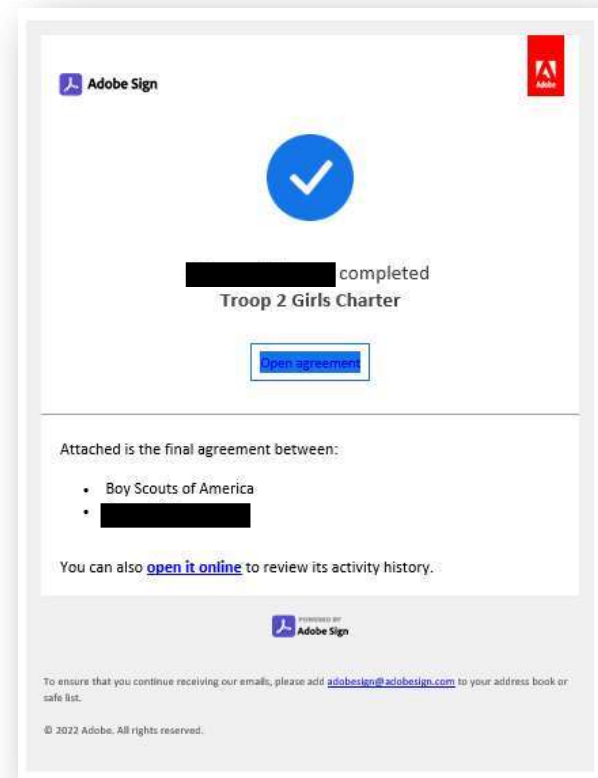 Adobe Sign
Adobe
completed
Troop 2 Girls Charter
Open agreement
Attached is the final agreement between:
• Boy Scouts of America
•
You can also open it online to review its activity history.
POWERED BY
Adobe Sign
To ensure that you continue receiving our emails, please add adobesign@adobesign.com to your address book or
safe list.
© 2022 Adobe. All rights reserved.